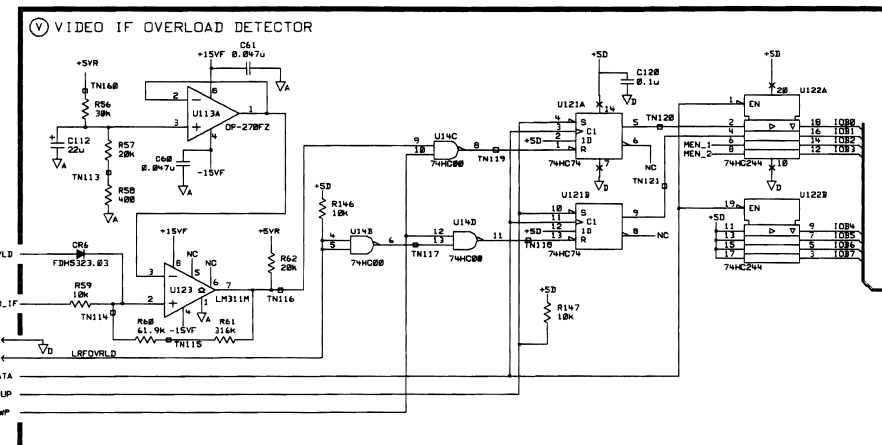 V VIDEO IF OVERLOAD DETECTOR
+15VF
C61
0.047u
+5VR
TN160
R56
30k
C112
22u
R57
20k
TN113
R58
400
2
3
8
U113A
1
OP-270FZ
4
C60
0.047u
-15VF
A
+5D
R146
10k
4
5
U14B
6
74HC00
TN117
9
10
U14C
8
74HC00
TN119
12
13
U14D
11
74HC00
TN118
C120
0.1u
D
+5D
U121A
14
4
S
3
C1
2
1D
1
R
5
6
7
74HC74
NC
TN120
TN121
U121B
10
S
11
C1
12
1D
13
R
9
8
NC
74HC74
+5D
R147
10k
+5D
20
U122A
1
EN
2
4
6
8
MEN_1
MEN_2
18 IOB0
16 IOB1
14 IOB2
12 IOB3
10
74HC244
U122B
19
EN
+5D
11
13
15
17
9 IOB4
7 IOB5
5 IOB6
3 IOB7
74HC244
VLD
CR6
FDH5323.03
R59
10k
_IF
TN114
+15VF
NC
NC
3
2
8
5
6
7
U123
LM311M
1
4
-15VF
R62
20k
+5VR
TN116
R60
61.9k
R61
316k
TN115
LRFOVRLD
ATA
UP
WP